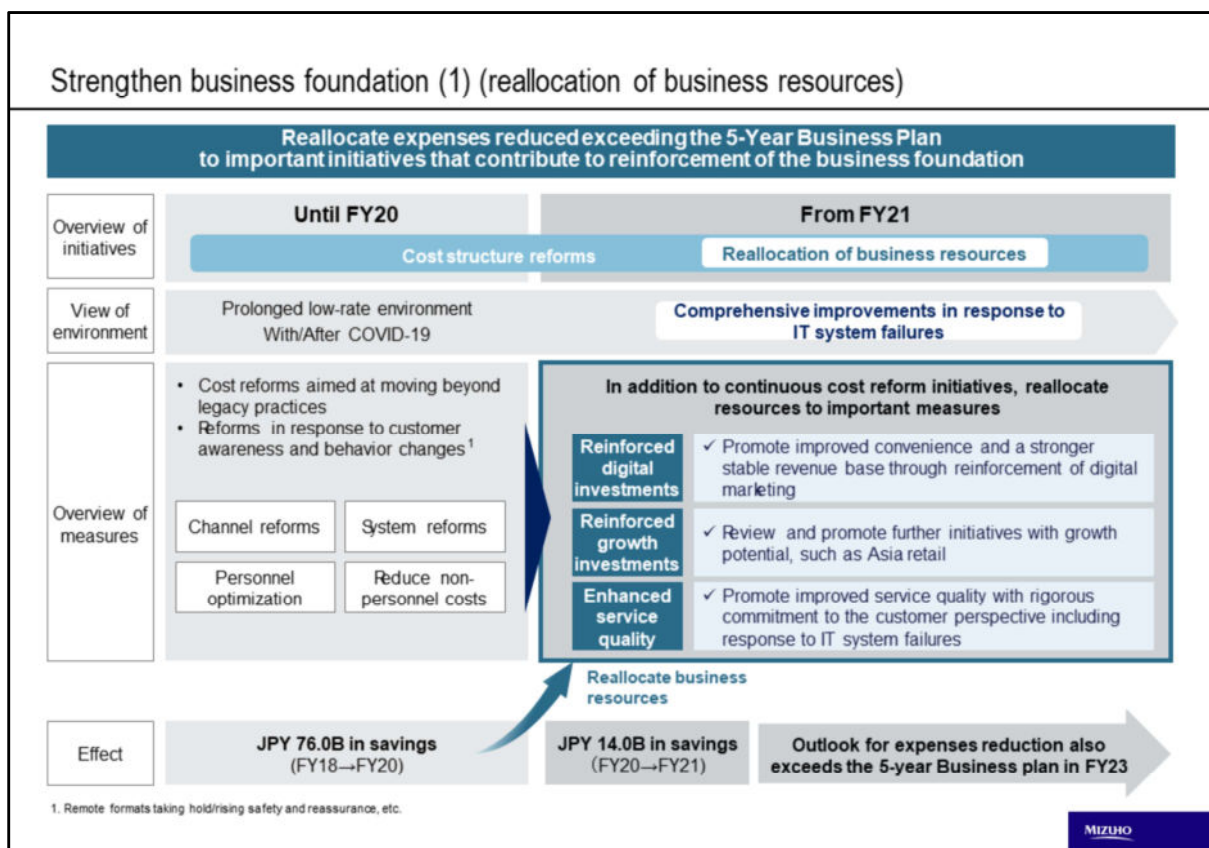 Strengthen business foundation (1) (reallocation of business resources)
Reallocate expenses reduced exceeding the 5-Year Business Plan
to important initiatives that contribute to reinforcement of the business foundation
Overview of
initiatives
Until FY20
From FY21
Cost structure reforms
Reallocation of business resources
View of
environment
Prolonged low-rate environment
With/After COVID-19
Comprehensive improvements in response to
IT system failures
Overview of
measures
• Cost reforms aimed at moving beyond
legacy practices
• Reforms in response to customer
awareness and behavior changes1
Channel reforms
System reforms
Personnel
optimization
Reduce non-
personnel costs
In addition to continuous cost reform initiatives, reallocate
resources to important measures
Reinforced
digital
investments
✓ Promote improved convenience and a stronger
stable revenue base through reinforcement of digital
marketing
Reinforced
growth
investments
✓ Review and promote further initiatives with growth
potential, such as Asia retail
Enhanced
service
quality
✓ Promote improved service quality with rigorous
commitment to the customer perspective including
response to IT system failures
Reallocate business
resources
Effect
JPY 76.0B in savings
(FY18→FY20)
JPY 14.0B in savings
(FY20→FY21)
Outlook for expenses reduction also
exceeds the 5-year Business plan in FY23
1. Remote formats taking hold/rising safety and reassurance, etc.
MIZUHO